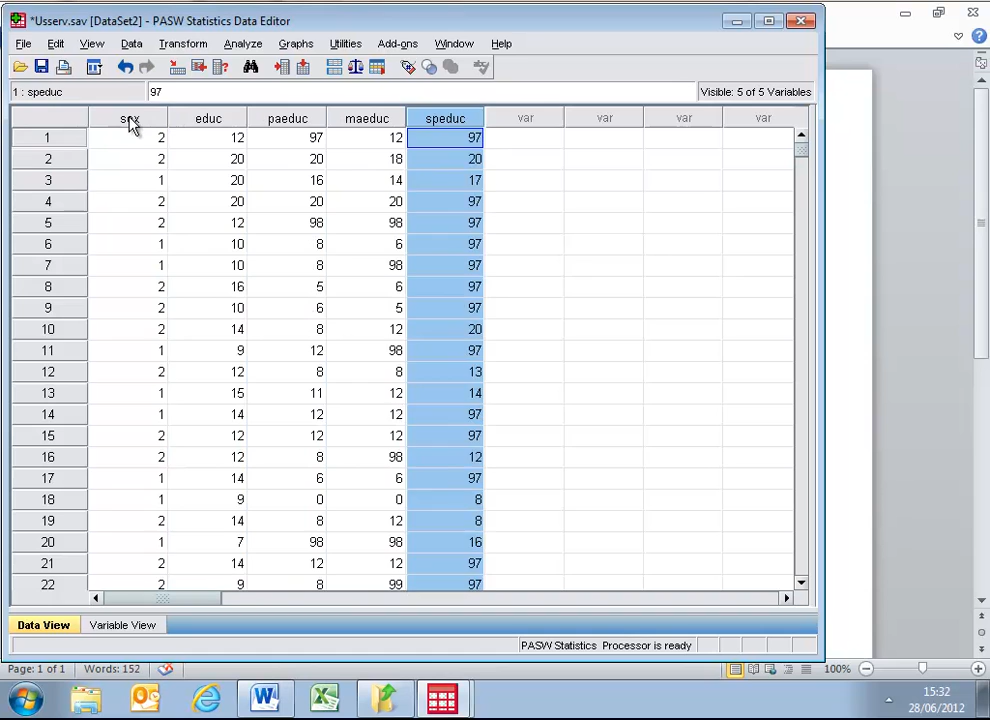 *Usserv.sav [DataSet2] - PASW Statistics Data Editor
File Edit View Data Transform Analyze Graphs Utilities Add-ons Window Help
1 : speduc 97 Visible: 5 of 5 Variables
sex educ paeduc maeduc speduc var var var var
1 2 12 97 12 97
2 2 20 20 18 20
3 1 20 16 14 17
4 2 20 20 20 97
5 2 12 98 98 97
6 1 10 8 6 97
7 1 10 8 98 97
8 2 16 5 6 97
9 2 10 6 5 97
10 2 14 8 12 20
11 1 9 12 98 97
12 2 12 8 8 13
13 1 15 11 12 14
14 1 14 12 12 97
15 2 12 12 12 97
16 2 12 8 98 12
17 1 14 6 6 97
18 1 9 0 0 8
19 2 14 8 12 8
20 1 7 98 98 16
21 2 14 12 12 97
22 2 9 8 99 97
Data View Variable View
PASW Statistics Processor is ready
Page: 1 of 1 Words: 152 100%
15:32
28/06/2012